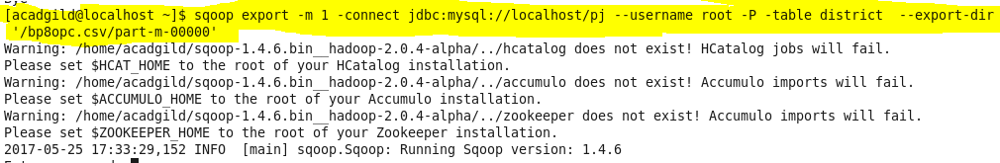 [acadgild@localhost ~]$ sqoop export -m 1 -connect jdbc:mysql://localhost/pj --username root -P -table district  --export-dir
'/bp8opc.csv/part-m-00000'
Warning: /home/acadgild/sqoop-1.4.6.bin__hadoop-2.0.4-alpha/../hcatalog does not exist! HCatalog jobs will fail.
Please set $HCAT_HOME to the root of your HCatalog installation.
Warning: /home/acadgild/sqoop-1.4.6.bin__hadoop-2.0.4-alpha/../accumulo does not exist! Accumulo imports will fail.
Please set $ACCUMULO_HOME to the root of your Accumulo installation.
Warning: /home/acadgild/sqoop-1.4.6.bin__hadoop-2.0.4-alpha/../zookeeper does not exist! Accumulo imports will fail.
Please set $ZOOKEEPER_HOME to the root of your Zookeeper installation.
2017-05-25 17:33:29,152 INFO  [main] sqoop.Sqoop: Running Sqoop version: 1.4.6